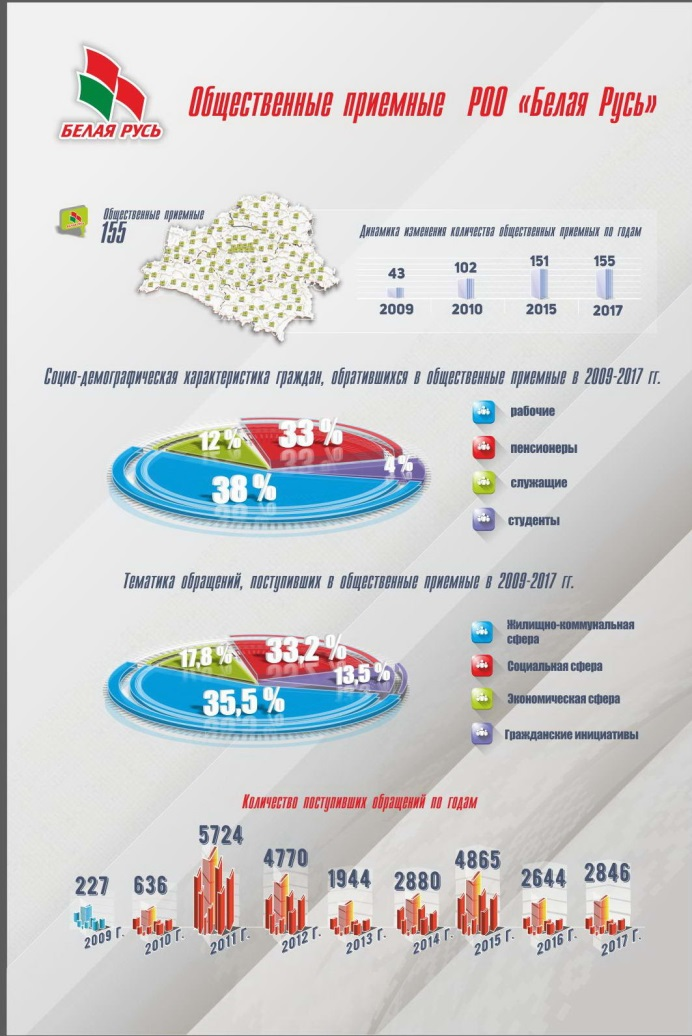 БЕЛАЯ РУСЬ
Общественные приемные РОО «Белая Русь»
Общественные приемные
155
Динамика изменения количества общественных приемных по годам
43
102
151
155
2009
2010
2015
2017
Социо-демографическая характеристика граждан, обратившихся в общественные приемные в 2009-2017 гг.
12 %
33 %
4 %
38 %
рабочие
пенсионеры
служащие
студенты
Тематика обращений, поступивших в общественные приемные в 2009-2017 гг.
17,8 %
33,2 %
13,5 %
35,5 %
Жилищно-коммунальная
сфера
Социальная сфера
Экономическая сфера
Гражданские инициативы
Количество поступивших обращений по годам
227
636
5724
4770
1944
2880
4865
2644
2846
2009 Г.
2010 Г.
2011 Г.
2012 Г.
2013 Г.
2014 Г.
2015 Г.
2016 Г.
2017 Г.